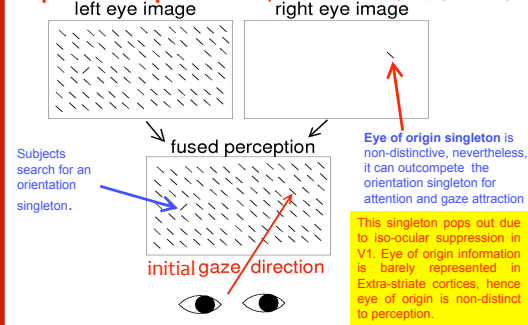 left eye image
right eye image
fused perception
Subjects
search for an
orientation
singleton.
Eye of origin singleton is
non-distinctive, nevertheless,
it can outcompete the
orientation singleton for
attention and gaze attraction
This singleton pops out due
to iso-ocular suppression in
V1. Eye of origin information
is barely represented in
Extra-striate cortices, hence
eye of origin is non-distinct
to perception.
initial gaze direction